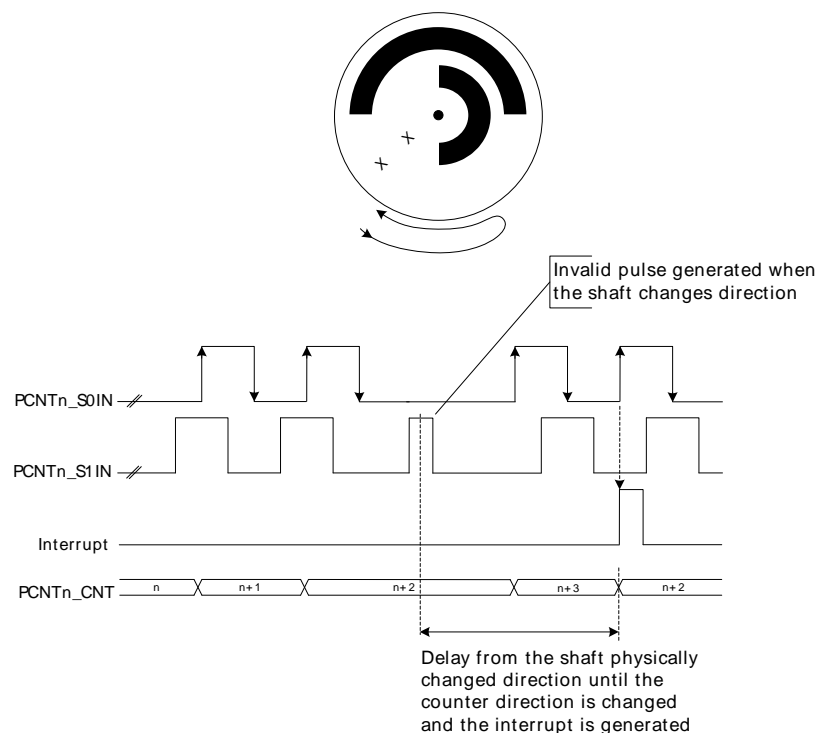 X
X
Invalid pulse generated when
the shaft changes direction
PCNTn_S0IN
PCNTn_S1IN
Interrupt
PCNTn_CNT
n
n+1
n+2
n+3
n+2
Delay from the shaft physically
changed direction until the
counter direction is changed
and the interrupt is generated